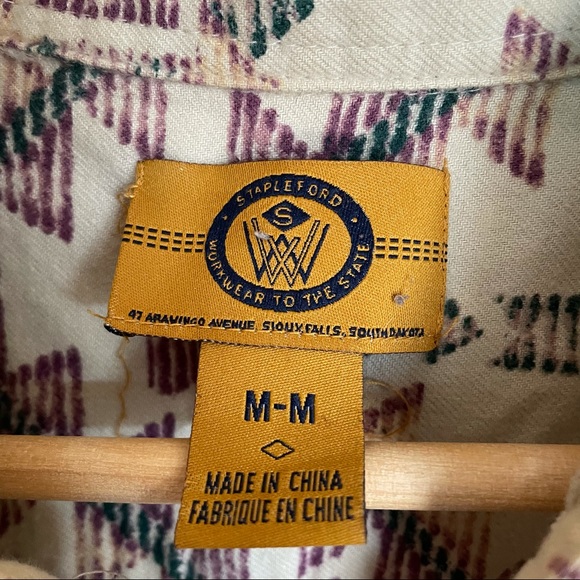 STAPLEFORD
S
W
WORKWEAR TO THE STATE
47 ARAMINGO AVENUE, SIOUX FALLS, SOUTH DAKOTA
M-M
MADE IN CHINA
FABRIQUE EN CHINE